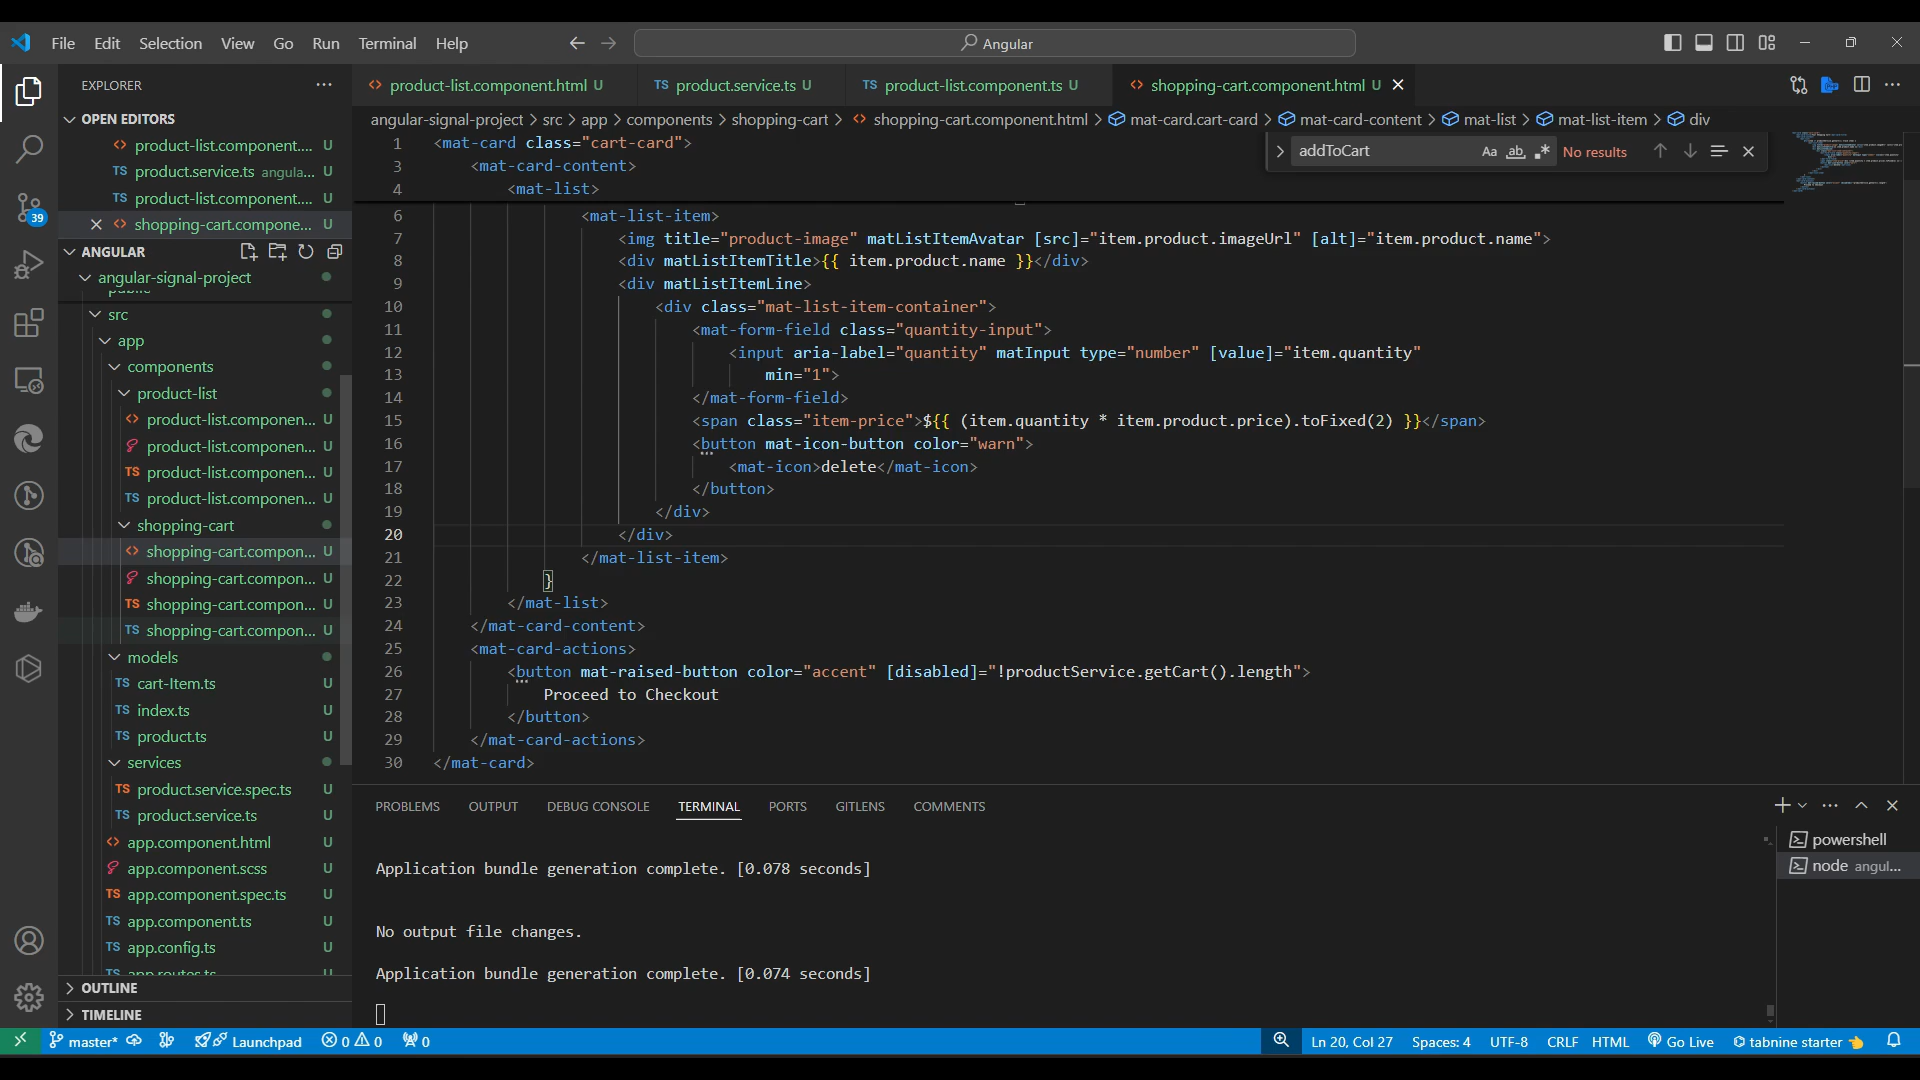 File Edit Selection View Go Run Terminal Help
Angular
EXPLORER
OPEN EDITORS
product-list.component.... U
product.service.ts angula... U
product-list.component.... U
shopping-cart.compone... U
ANGULAR
angular-signal-project
src
app
components
product-list
product-list.componen... U
product-list.componen... U
product-list.componen... U
product-list.componen... U
shopping-cart
shopping-cart.compon... U
shopping-cart.compon... U
shopping-cart.compon... U
shopping-cart.compon... U
models
cart-Item.ts U
index.ts U
product.ts U
services
product.service.spec.ts U
product.service.ts U
app.component.html U
app.component.scss U
app.component.spec.ts U
app.component.ts U
app.config.ts U
app.routes.ts U
OUTLINE
TIMELINE
product-list.component.html U
product.service.ts U
product-list.component.ts U
shopping-cart.component.html U
angular-signal-project > src > app > components > shopping-cart > shopping-cart.component.html > mat-card.cart-card > mat-card-content > mat-list > mat-list-item > div
addToCart Aa ab .* No results
1 <mat-card class="cart-card">
3 <mat-card-content>
4 <mat-list>
6 <mat-list-item>
7 <img title="product-image" matListItemAvatar [src]="item.product.imageUrl" [alt]="item.product.name">
8 <div matListItemTitle>{{ item.product.name }}</div>
9 <div matListItemLine>
10 <div class="mat-list-item-container">
11 <mat-form-field class="quantity-input">
12 <input aria-label="quantity" matInput type="number" [value]="item.quantity"
13 min="1">
14 </mat-form-field>
15 <span class="item-price">${{ (item.quantity * item.product.price).toFixed(2) }}</span>
16 <button mat-icon-button color="warn">
17 <mat-icon>delete</mat-icon>
18 </button>
19 </div>
20 </div>
21 </mat-list-item>
22 }
23 </mat-list>
24 </mat-card-content>
25 <mat-card-actions>
26 <button mat-raised-button color="accent" [disabled]="!productService.getCart().length">
27 Proceed to Checkout
28 </button>
29 </mat-card-actions>
30 </mat-card>
PROBLEMS OUTPUT DEBUG CONSOLE TERMINAL PORTS GITLENS COMMENTS
Application bundle generation complete. [0.078 seconds]
No output file changes.
Application bundle generation complete. [0.074 seconds]
powershell
node angul...
39
master* Launchpad 0 0 0
Ln 20, Col 27 Spaces: 4 UTF-8 CRLF HTML Go Live tabnine starter